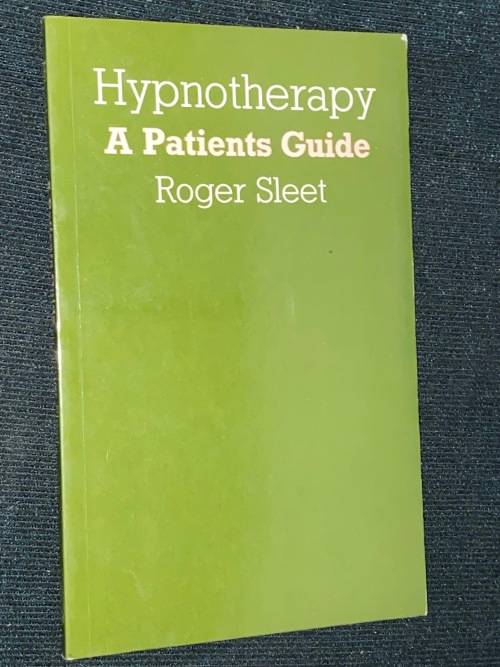 Hypnotherapy
A Patients Guide
Roger Sleet